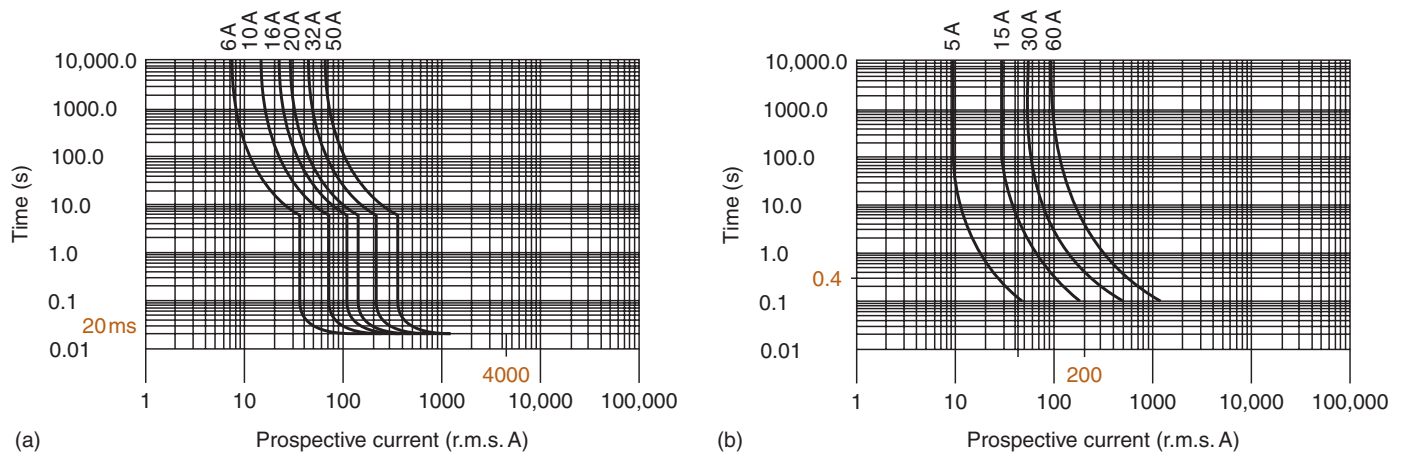 6 A
10 A
16 A
20 A
32 A
50 A
10,000.0
1000.0
100.0
10.0
1.0
0.1
20 ms
0.01
Time (s)
4000
1 10 100 1000 10,000 100,000
(a) Prospective current (r.m.s. A)
5 A
15 A
30 A
60 A
10,000.0
1000.0
100.0
10.0
1.0
0.4
0.1
0.01
Time (s)
200
1 10 100 1000 10,000 100,000
(b) Prospective current (r.m.s. A)